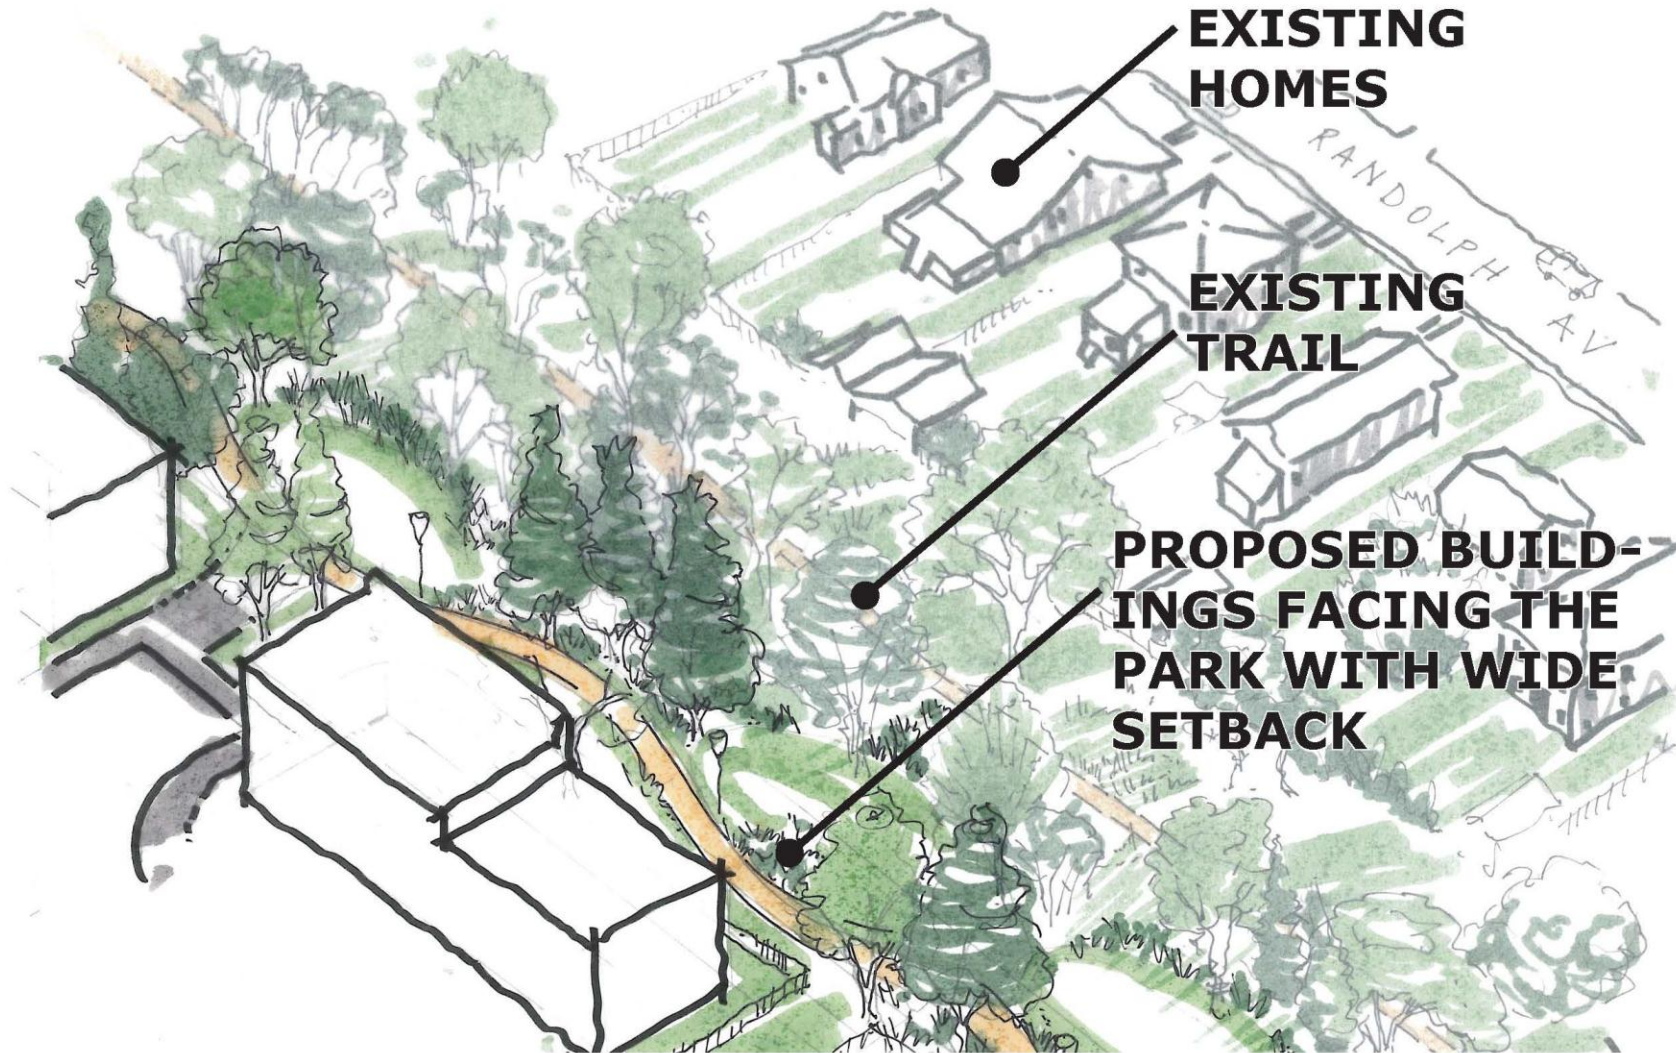 EXISTING
HOMES
RANDOLPH AV
EXISTING
TRAIL
PROPOSED BUILD-
INGS FACING THE
PARK WITH WIDE
SETBACK